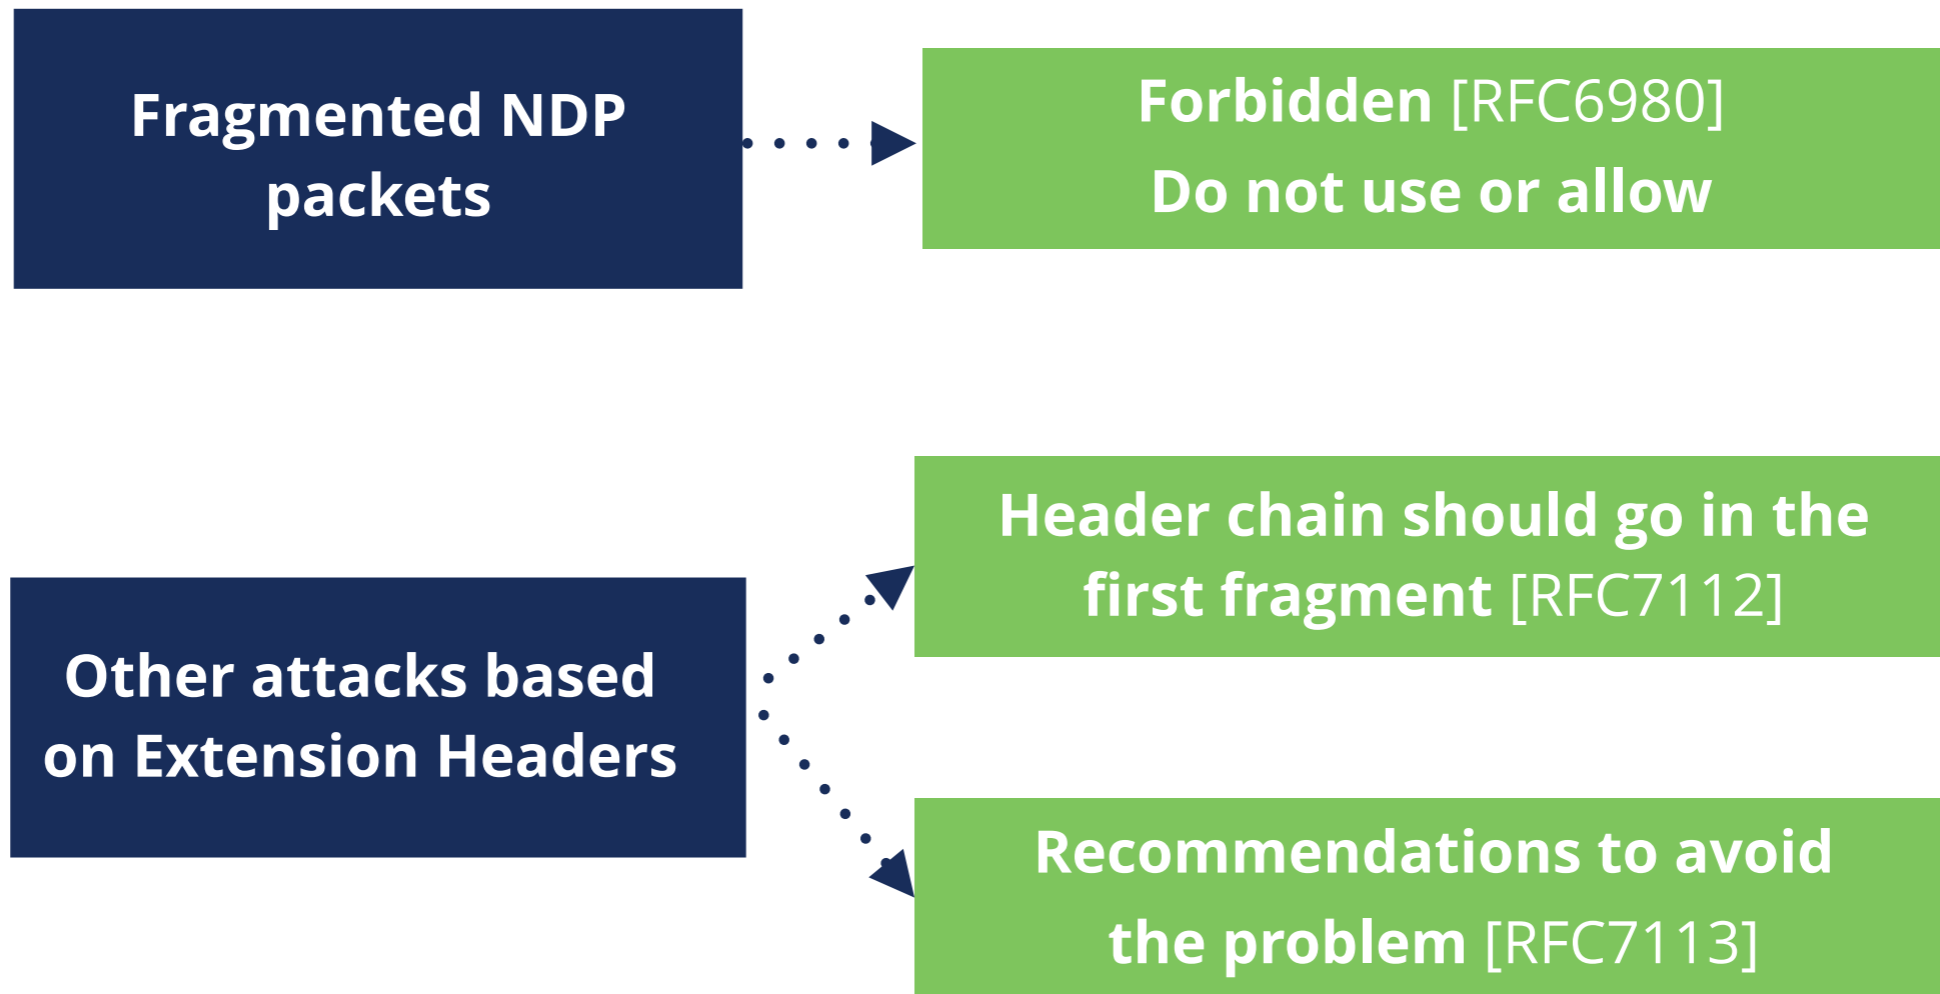 Fragmented NDP
packets
Forbidden [RFC6980]
Do not use or allow
Other attacks based
on Extension Headers
Header chain should go in the
first fragment [RFC7112]
Recommendations to avoid
the problem [RFC7113]